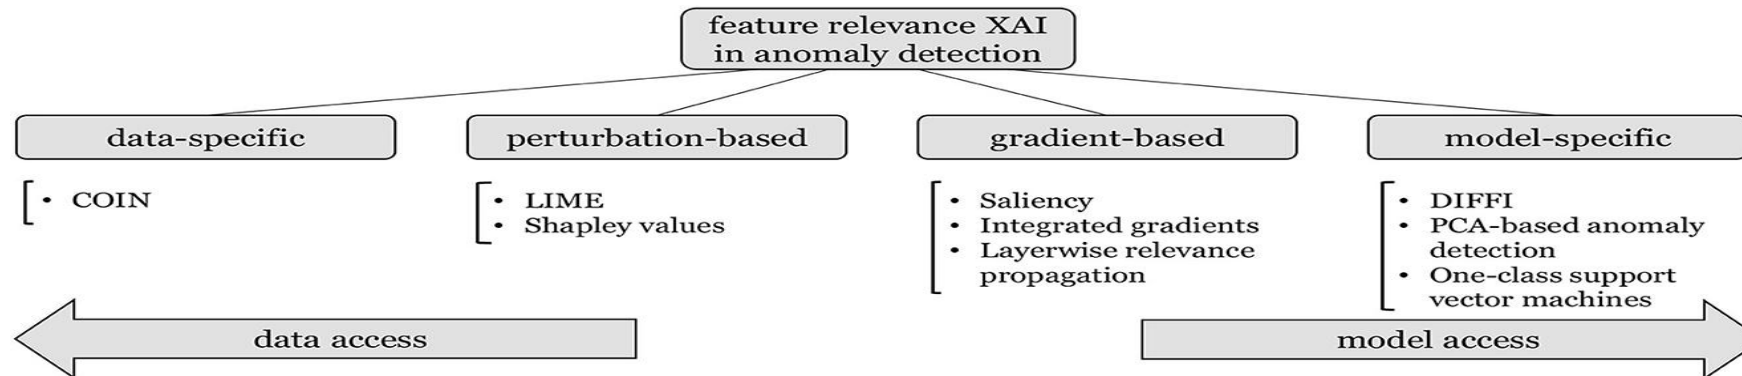 feature relevance XAI
in anomaly detection
data-specific
perturbation-based
gradient-based
model-specific
• COIN
• LIME
• Shapley values
• Saliency
• Integrated gradients
• Layerwise relevance
propagation
• DIFFI
• PCA-based anomaly
detection
• One-class support
vector machines
data access
model access